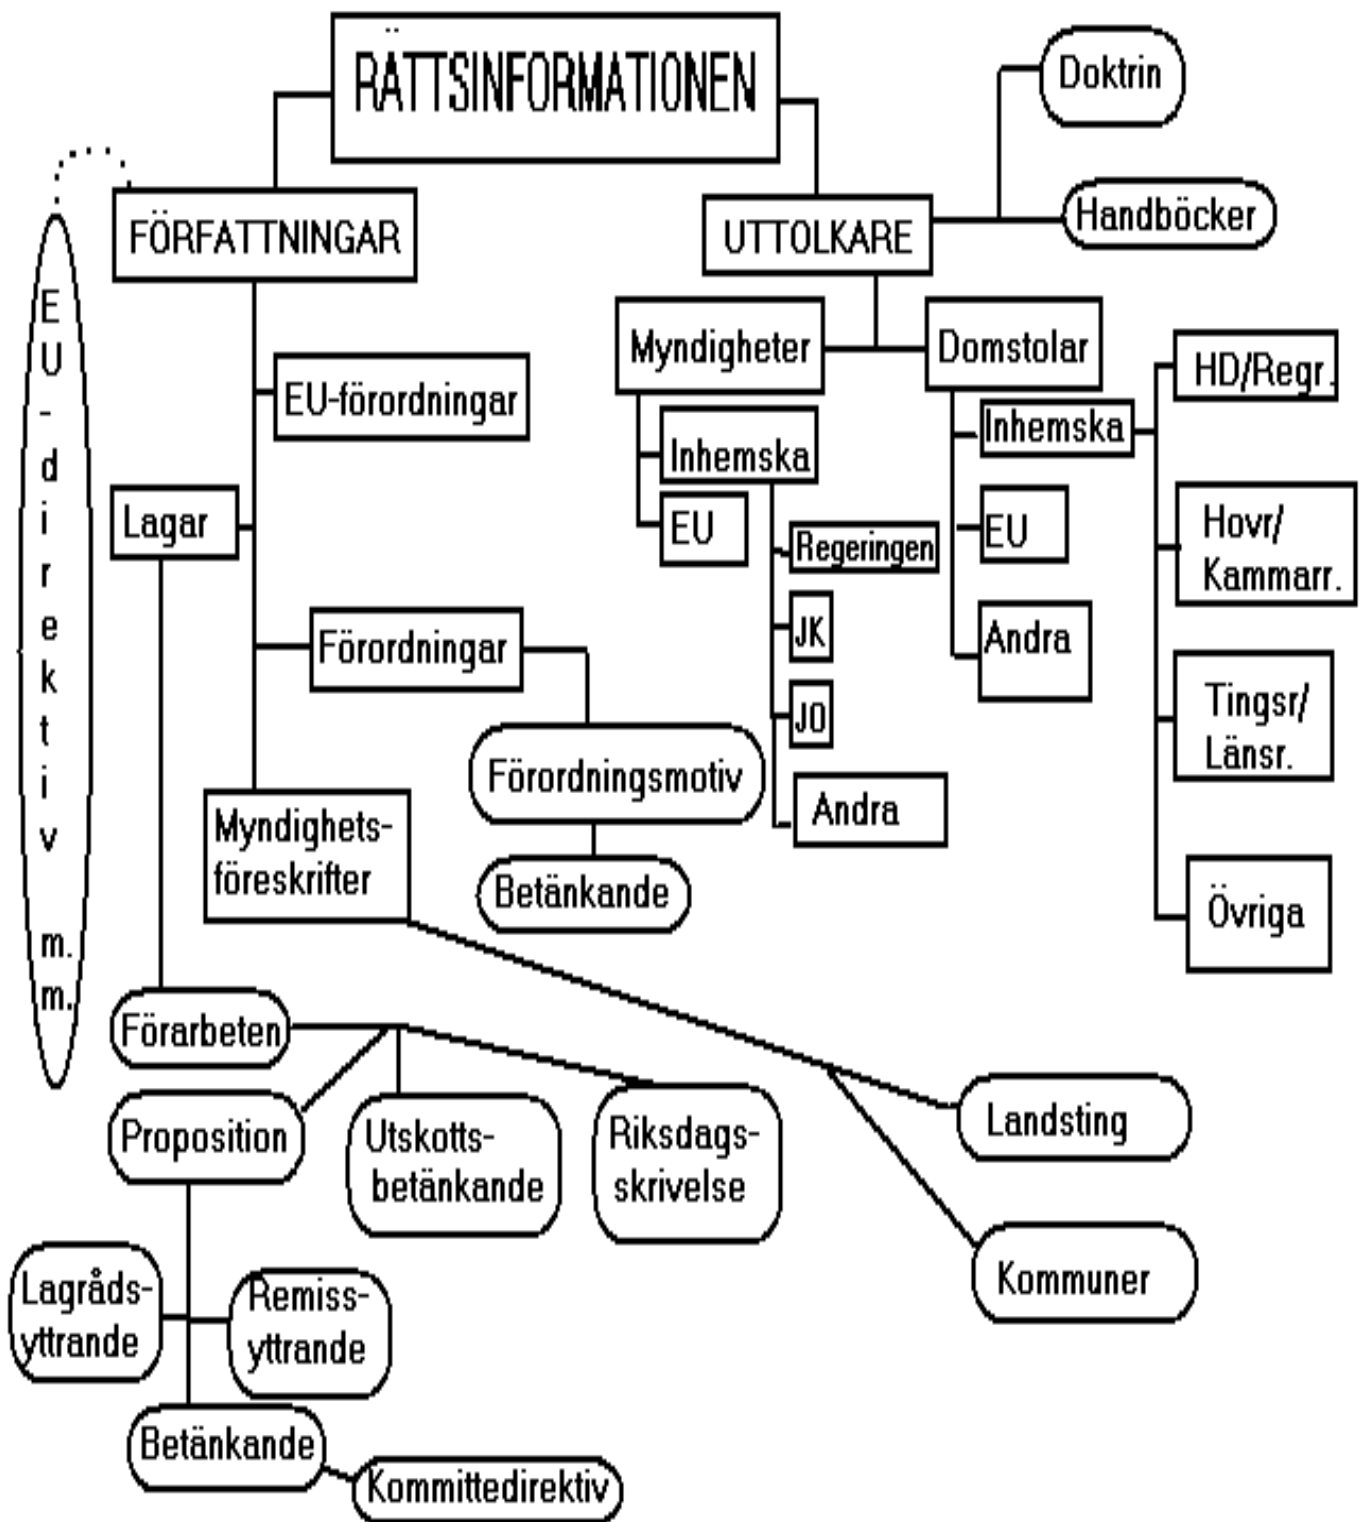 RÄTTSINFORMATIONEN
Doktrin
Handböcker
FÖRFATTNINGAR
UTTOLKARE
EU-direktiv m.m.
EU-förordningar
Lagar
Förordningar
Förordningsmotiv
Betänkande
Myndighets-
föreskrifter
Myndigheter
Inhemska
EU
Regeringen
JK
JO
Andra
Domstolar
Inhemska
EU
Andra
HD/Regr.
Hovr/
Kammarr.
Tingsr/
Länsr.
Övriga
Förarbeten
Proposition
Utskotts-
betänkande
Riksdags-
skrivelse
Landsting
Kommuner
Lagråds-
yttrande
Remiss-
yttrande
Betänkande
Kommittedirektiv